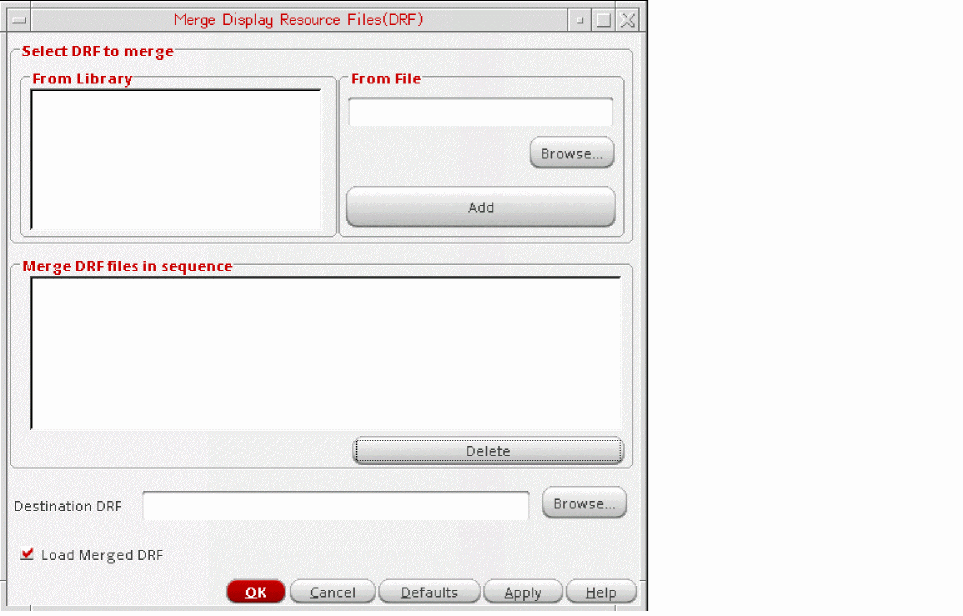 Merge Display Resource Files(DRF)
Select DRF to merge
From Library
From File
Browse...
Add
Merge DRF files in sequence
Delete
Destination DRF
Browse...
Load Merged DRF
OK Cancel Defaults Apply Help